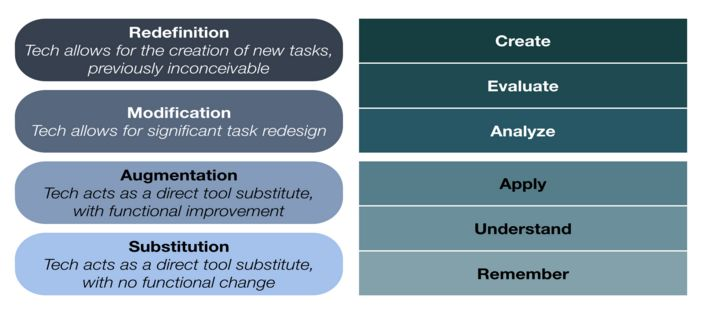 Redefinition
Tech allows for the creation of new tasks,
previously inconceivable
Modification
Tech allows for significant task redesign
Augmentation
Tech acts as a direct tool substitute,
with functional improvement
Substitution
Tech acts as a direct tool substitute,
with no functional change
Create
Evaluate
Analyze
Apply
Understand
Remember